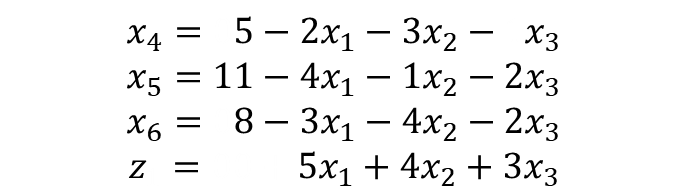 x₄ = 5 − 2x₁ − 3x₂ − x₃
x₅ = 11 − 4x₁ − 1x₂ − 2x₃
x₆ = 8 − 3x₁ − 4x₂ − 2x₃
z = 5x₁ + 4x₂ + 3x₃